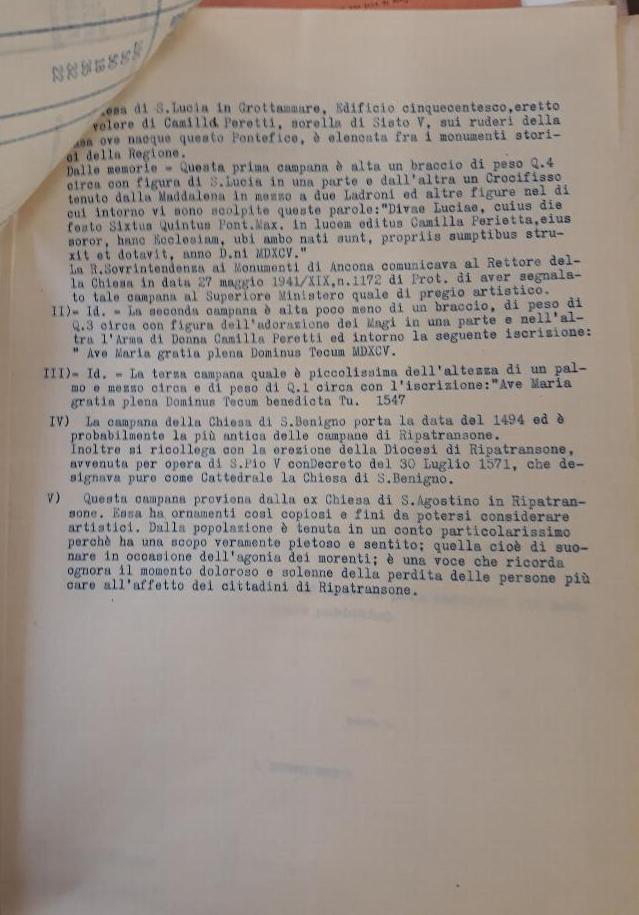 di S.Lucia in Grottammare, Edificio cinquecentesco,eretto
volere di Camilla Peretti, sorella di Sisto V, sui ruderi della
ove nacque questo Pontefice, è elencata fra i monumenti stori-
ci della Regione.
Dalle memorie - Questa prima campana è alta un braccio di peso Q.4
circa con figura di S.Lucia in una parte e dall'altra un Crocifisso
tenuto dalla Maddalena in mezzo a due Ladroni ed altre figure nel di
cui intorno vi sono scolpite queste parole:"Divae Luciae, cuius die
festo Sixtus Quintus Pont.Max. in lucem editus Camilla Perietta,eius
soror, hanc Ecclesiam, ubi ambo nati sunt, propriis sumptibus stru-
xit et dotavit, anno D.ni MDXCV."
La R.Sovrintendenza ai Monumenti di Ancona comunicava al Rettore del-
la Chiesa in data 27 maggio 1941/XIX,n.1172 di Prot. di aver segnala-
to tale campana al Superiore Ministero quale di pregio artistico.
II)- Id. - La seconda campana è alta poco meno di un braccio, di peso di
Q.3 circa con figura dell'adorazione dei Magi in una parte e nell'al-
tra l'Arma di Donna Camilla Peretti ed intorno la seguente iscrizione:
" Ave Maria gratia plena Dominus Tecum MDXCV.
III)- Id. - La terza campana quale è piccolissima dell'altezza di un pal-
mo e mezzo circa e di peso di Q.1 circa con l'iscrizione:"Ave Maria
gratia plena Dominus Tecum benedicta Tu. 1547
IV) La campana della Chiesa di S.Benigno porta la data del 1494 ed è
probabilmente la più antica delle campane di Ripatransone.
Inoltre si ricollega con la erezione della Diocesi di Ripatransone,
avvenuta per opera di S.Pio V conDecreto del 30 Luglio 1571, che de-
signava pure come Cattedrale la Chiesa di S.Benigno.
V) Questa campana proviene dalla ex Chiesa di S.Agostino in Ripatran-
sone. Essa ha ornamenti così copiosi e fini da potersi considerare
artistici. Dalla popolazione è tenuta in un conto particolarissimo
perchè ha una scopo veramente pietoso e sentito; quella cioè di suo-
nare in occasione dell'agonia dei morenti; è una voce che ricorda
ognora il momento doloroso e solenne della perdita delle persone più
care all'affetto dei cittadini di Ripatransone.